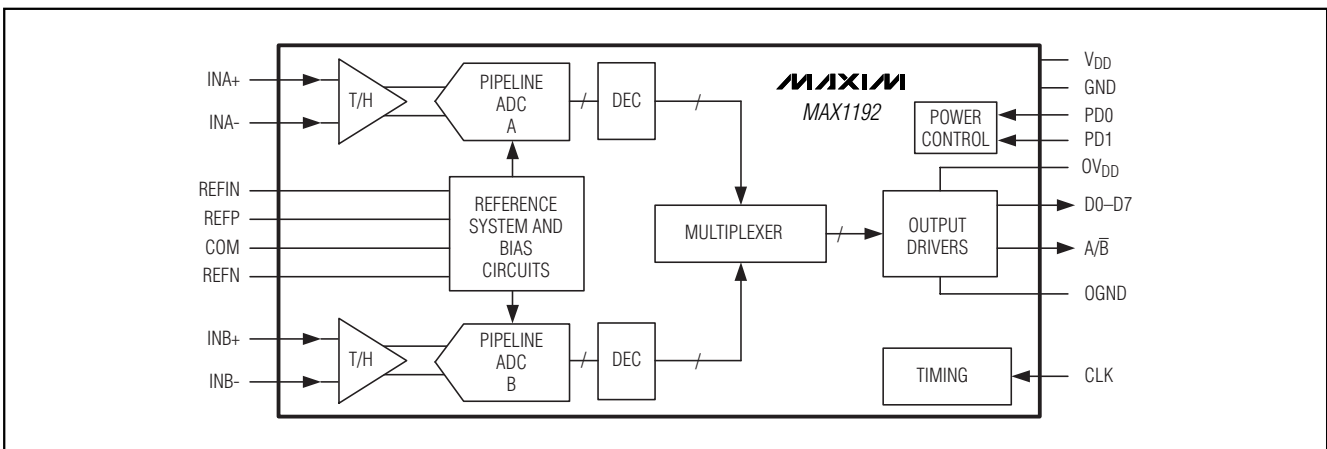 INA+
INA-
T/H
PIPELINE
ADC
A
DEC
MAXIM
MAX1192
POWER
CONTROL
VDD
GND
PD0
PD1
OVDD
REFIN
REFP
COM
REFN
REFERENCE
SYSTEM AND
BIAS
CIRCUITS
MULTIPLEXER
OUTPUT
DRIVERS
D0–D7
A/B̅
OGND
INB+
INB-
T/H
PIPELINE
ADC
B
DEC
TIMING
CLK